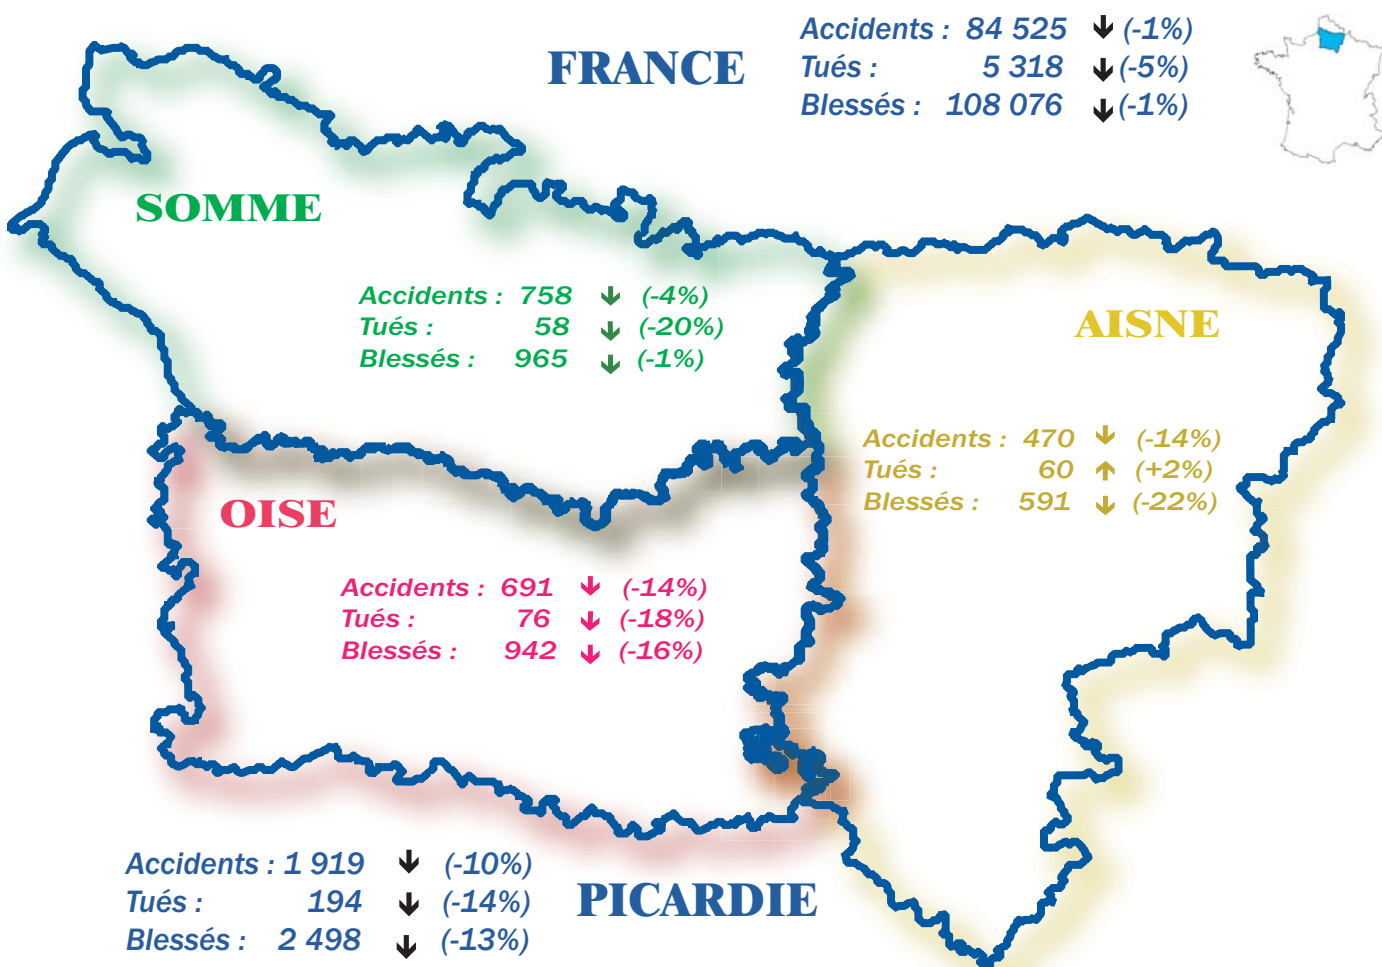 FRANCE
Accidents : 84 525 ↓ (-1%)
Tués : 5 318 ↓ (-5%)
Blessés : 108 076 ↓ (-1%)
SOMME
Accidents : 758 ↓ (-4%)
Tués : 58 ↓ (-20%)
Blessés : 965 ↓ (-1%)
AISNE
Accidents : 470 ↓ (-14%)
Tués : 60 ↑ (+2%)
Blessés : 591 ↓ (-22%)
OISE
Accidents : 691 ↓ (-14%)
Tués : 76 ↓ (-18%)
Blessés : 942 ↓ (-16%)
Accidents : 1 919 ↓ (-10%)
Tués : 194 ↓ (-14%)
Blessés : 2 498 ↓ (-13%)
PICARDIE